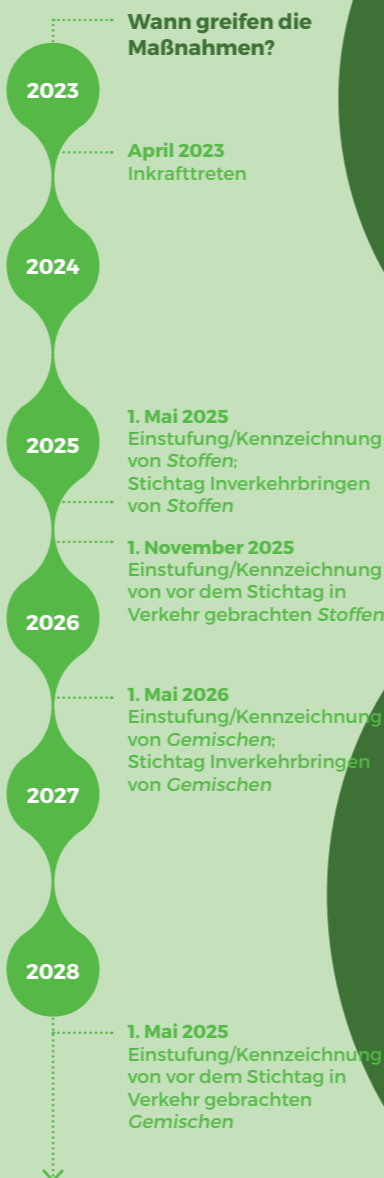 Wann greifen die
Maßnahmen?
2023
April 2023
Inkrafttreten
2024
2025
1. Mai 2025
Einstufung/Kennzeichnung
von Stoffen;
Stichtag Inverkehrbringen
von Stoffen
1. November 2025
Einstufung/Kennzeichnung
von vor dem Stichtag in
Verkehr gebrachten Stoffen
2026
1. Mai 2026
Einstufung/Kennzeichnung
von Gemischen;
Stichtag Inverkehrbringen
von Gemischen
2027
2028
1. Mai 2025
Einstufung/Kennzeichnung
von vor dem Stichtag in
Verkehr gebrachten
Gemischen